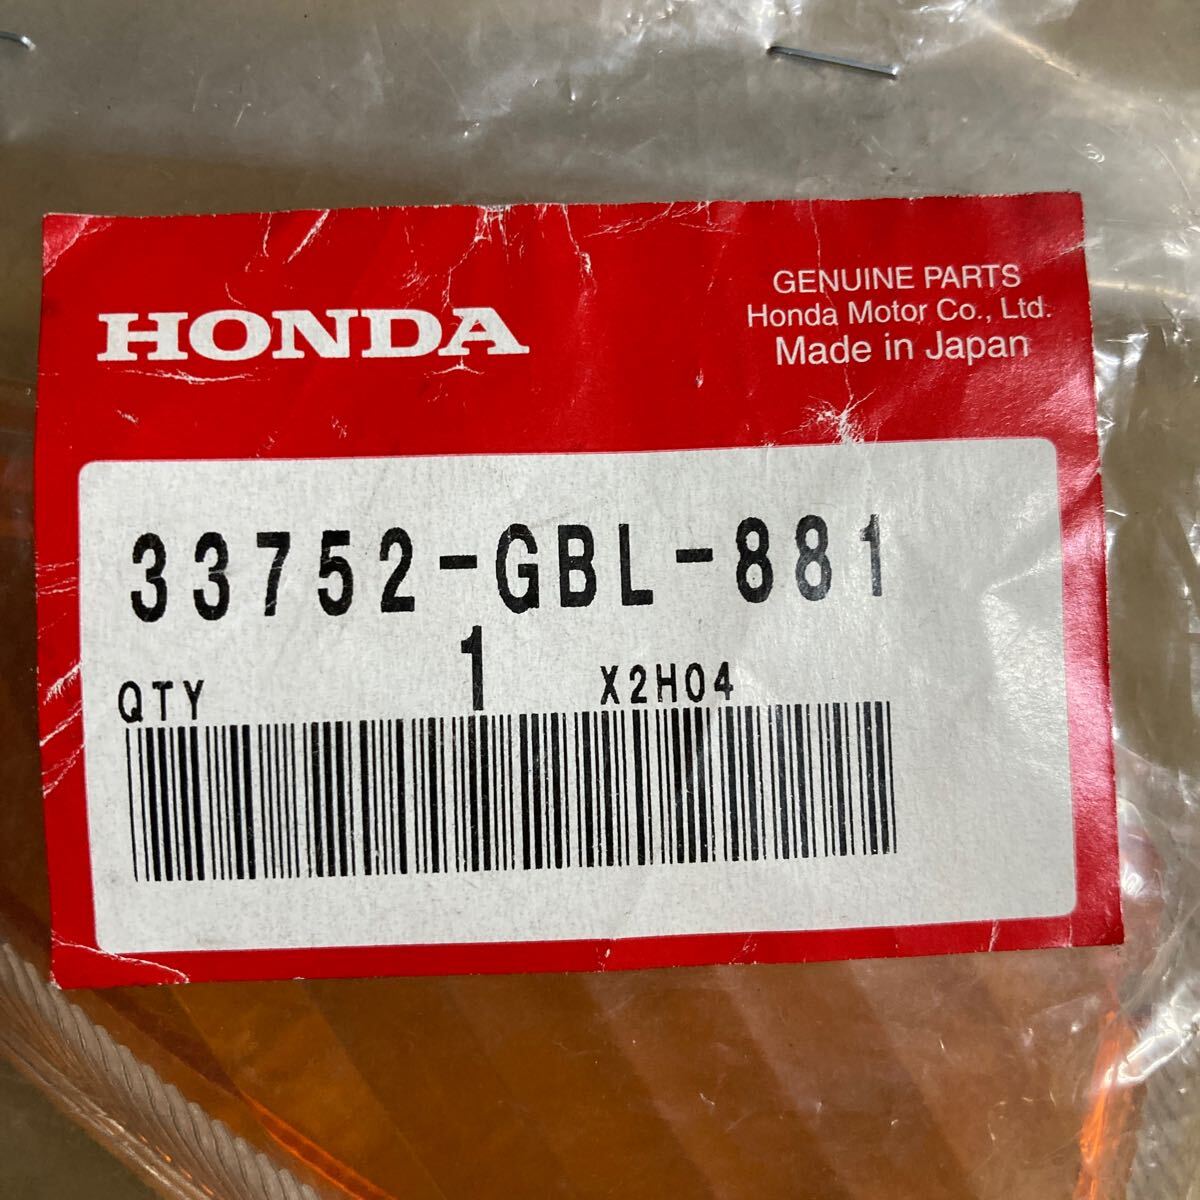 HONDA
GENUINE PARTS
Honda Motor Co., Ltd.
Made in Japan
33752-GBL-881
QTY 1 X2H04